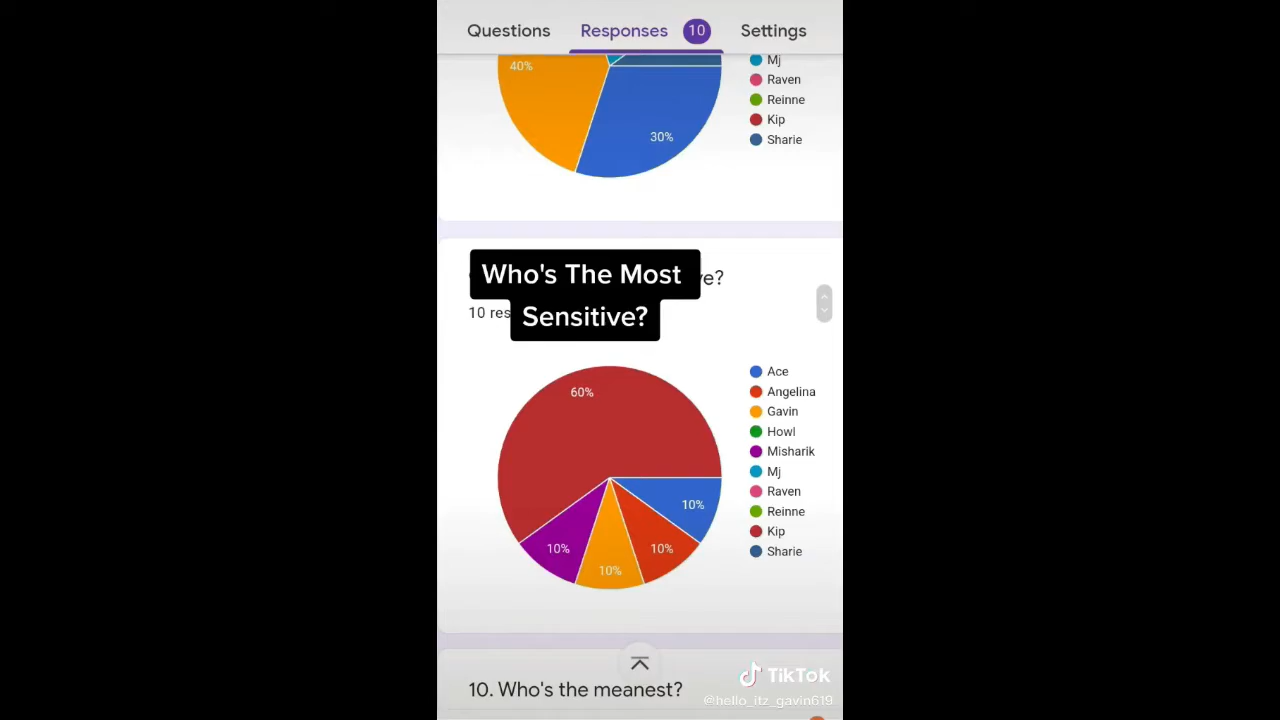 Questions Responses 10 Settings
40%
30%
Mj
Raven
Reinne
Kip
Sharie
Who's The Most
Sensitive?
ve?
10 res
60%
10%
10%
10%
10%
Ace
Angelina
Gavin
Howl
Misharik
Mj
Raven
Reinne
Kip
Sharie
10. Who's the meanest?
TikTok
@hello_itz_gavin619